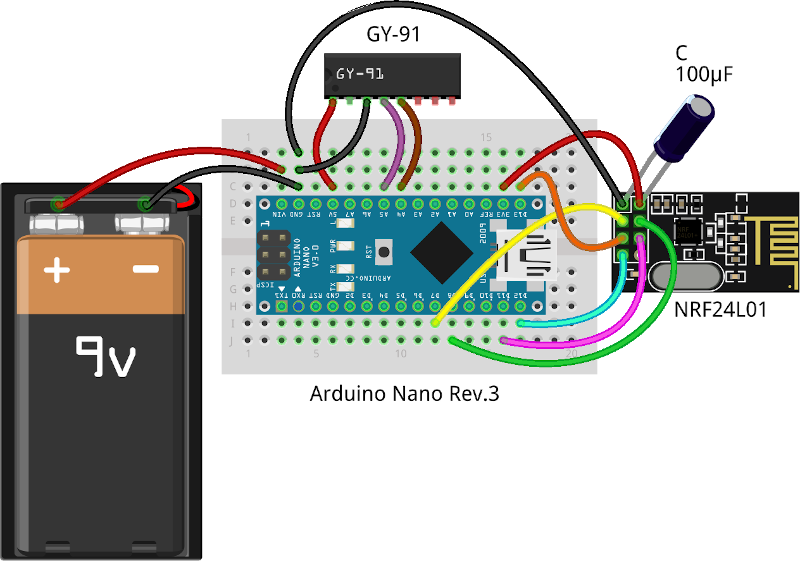 GY-91
GY-91
C
100µF
1
15
C
D
E
VIN GND RST 5V A7 A6 A5 A4 A3 A2 A1 A0 REF 3V3 D13
1
L
PWR
RX
TX
ARDUINO
NANO
V3.0
RST
ARDUINO.CC
ICSP
2009
F
G
H
I
J
TX1 RX0 RST GND D2 D3 D4 D5 D6 D7 D8 D9 D10 D11 D12
1
5
10
20
+
-
9v
NRF24L01
Arduino Nano Rev.3